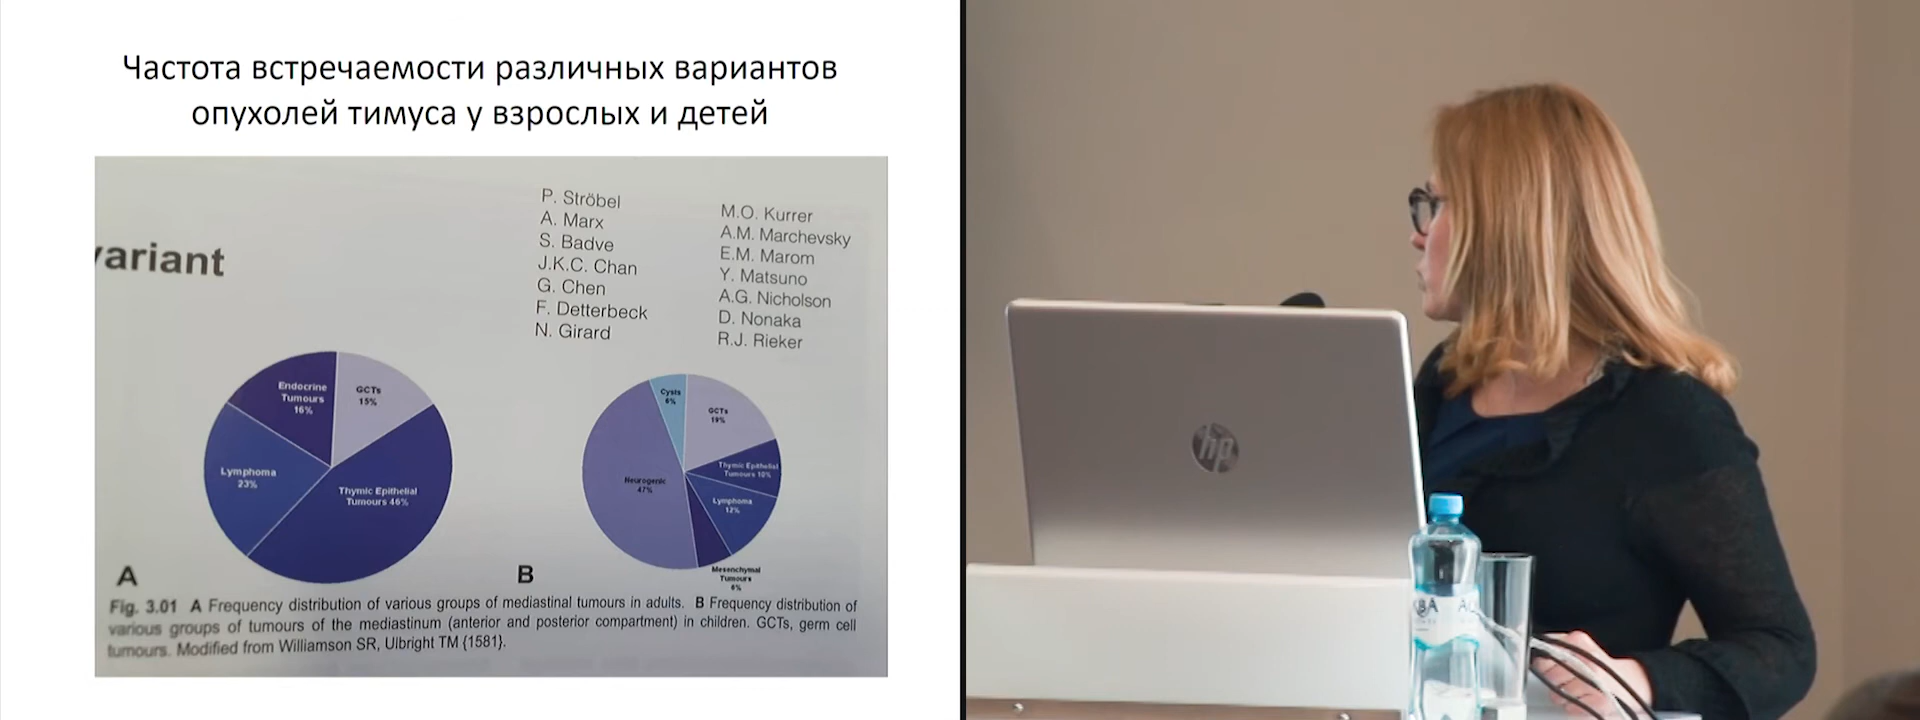 Частота встречаемости различных вариантов
опухолей тимуса у взрослых и детей
variant
P. Ströbel
A. Marx
S. Badve
J.K.C. Chan
G. Chen
F. Detterbeck
N. Girard
M.O. Kurrer
A.M. Marchevsky
E.M. Marom
Y. Matsuno
A.G. Nicholson
D. Nonaka
R.J. Rieker
Endocrine
Tumours
16%
GCTs
15%
Lymphoma
23%
Thymic Epithelial
Tumours 46%
A
Cysts
6%
GCTs
19%
Thymic Epithelial
Tumours 10%
Lymphoma
12%
Neurogenic
47%
Mesenchymal
Tumours
6%
B
Fig. 3.01 A Frequency distribution of various groups of mediastinal tumours in adults. B Frequency distribution of
various groups of tumours of the mediastinum (anterior and posterior compartment) in children. GCTs, germ cell
tumours. Modified from Williamson SR, Ulbright TM {1581}.
hp